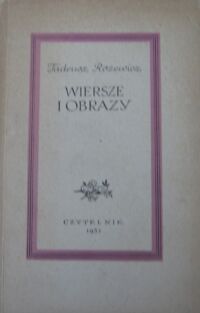 Tadeusz Różewicz
WIERSZE
I OBRAZY
CZYTELNIK
1952